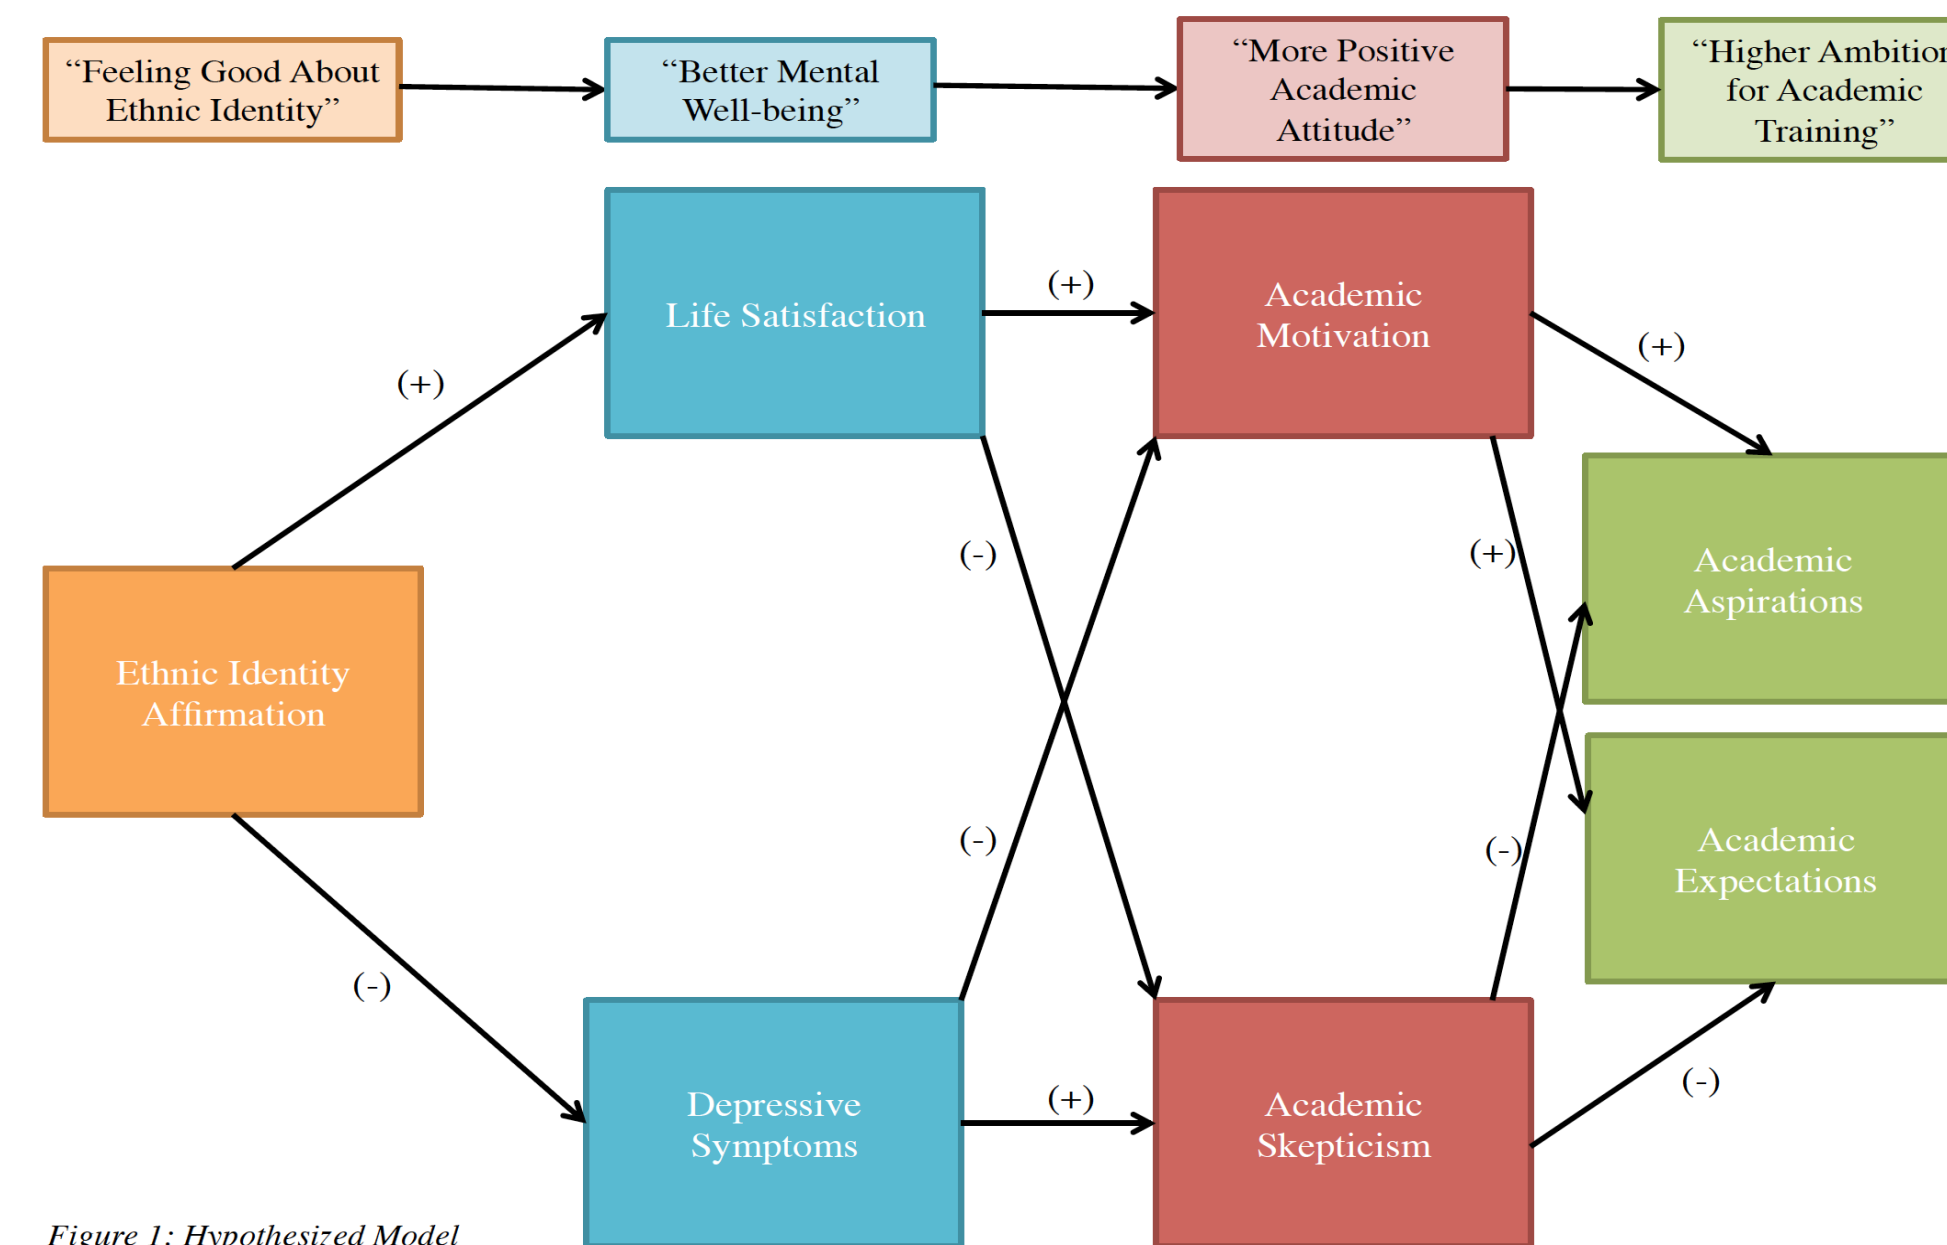 “Feeling Good About
Ethnic Identity”
“Better Mental
Well-being”
“More Positive
Academic
Attitude”
“Higher Ambition
for Academic
Training”
Life Satisfaction
(+)
Academic
Motivation
(+)
(+)
(-)
(+)
Academic
Aspirations
Ethnic Identity
Affirmation
(-)
(-)
Academic
Expectations
(-)
Depressive
Symptoms
(+)
Academic
Skepticism
(-)
Figure 1: Hypothesized Model